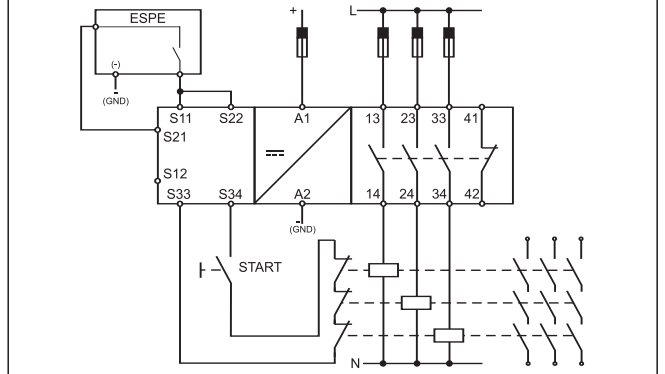 ESPE
+
L
(-)
-
(GND)
S11 S22 A1 13 23 33 41
S21
S12
S33 S34 A2 14 24 34 42
-
(GND)
START
N